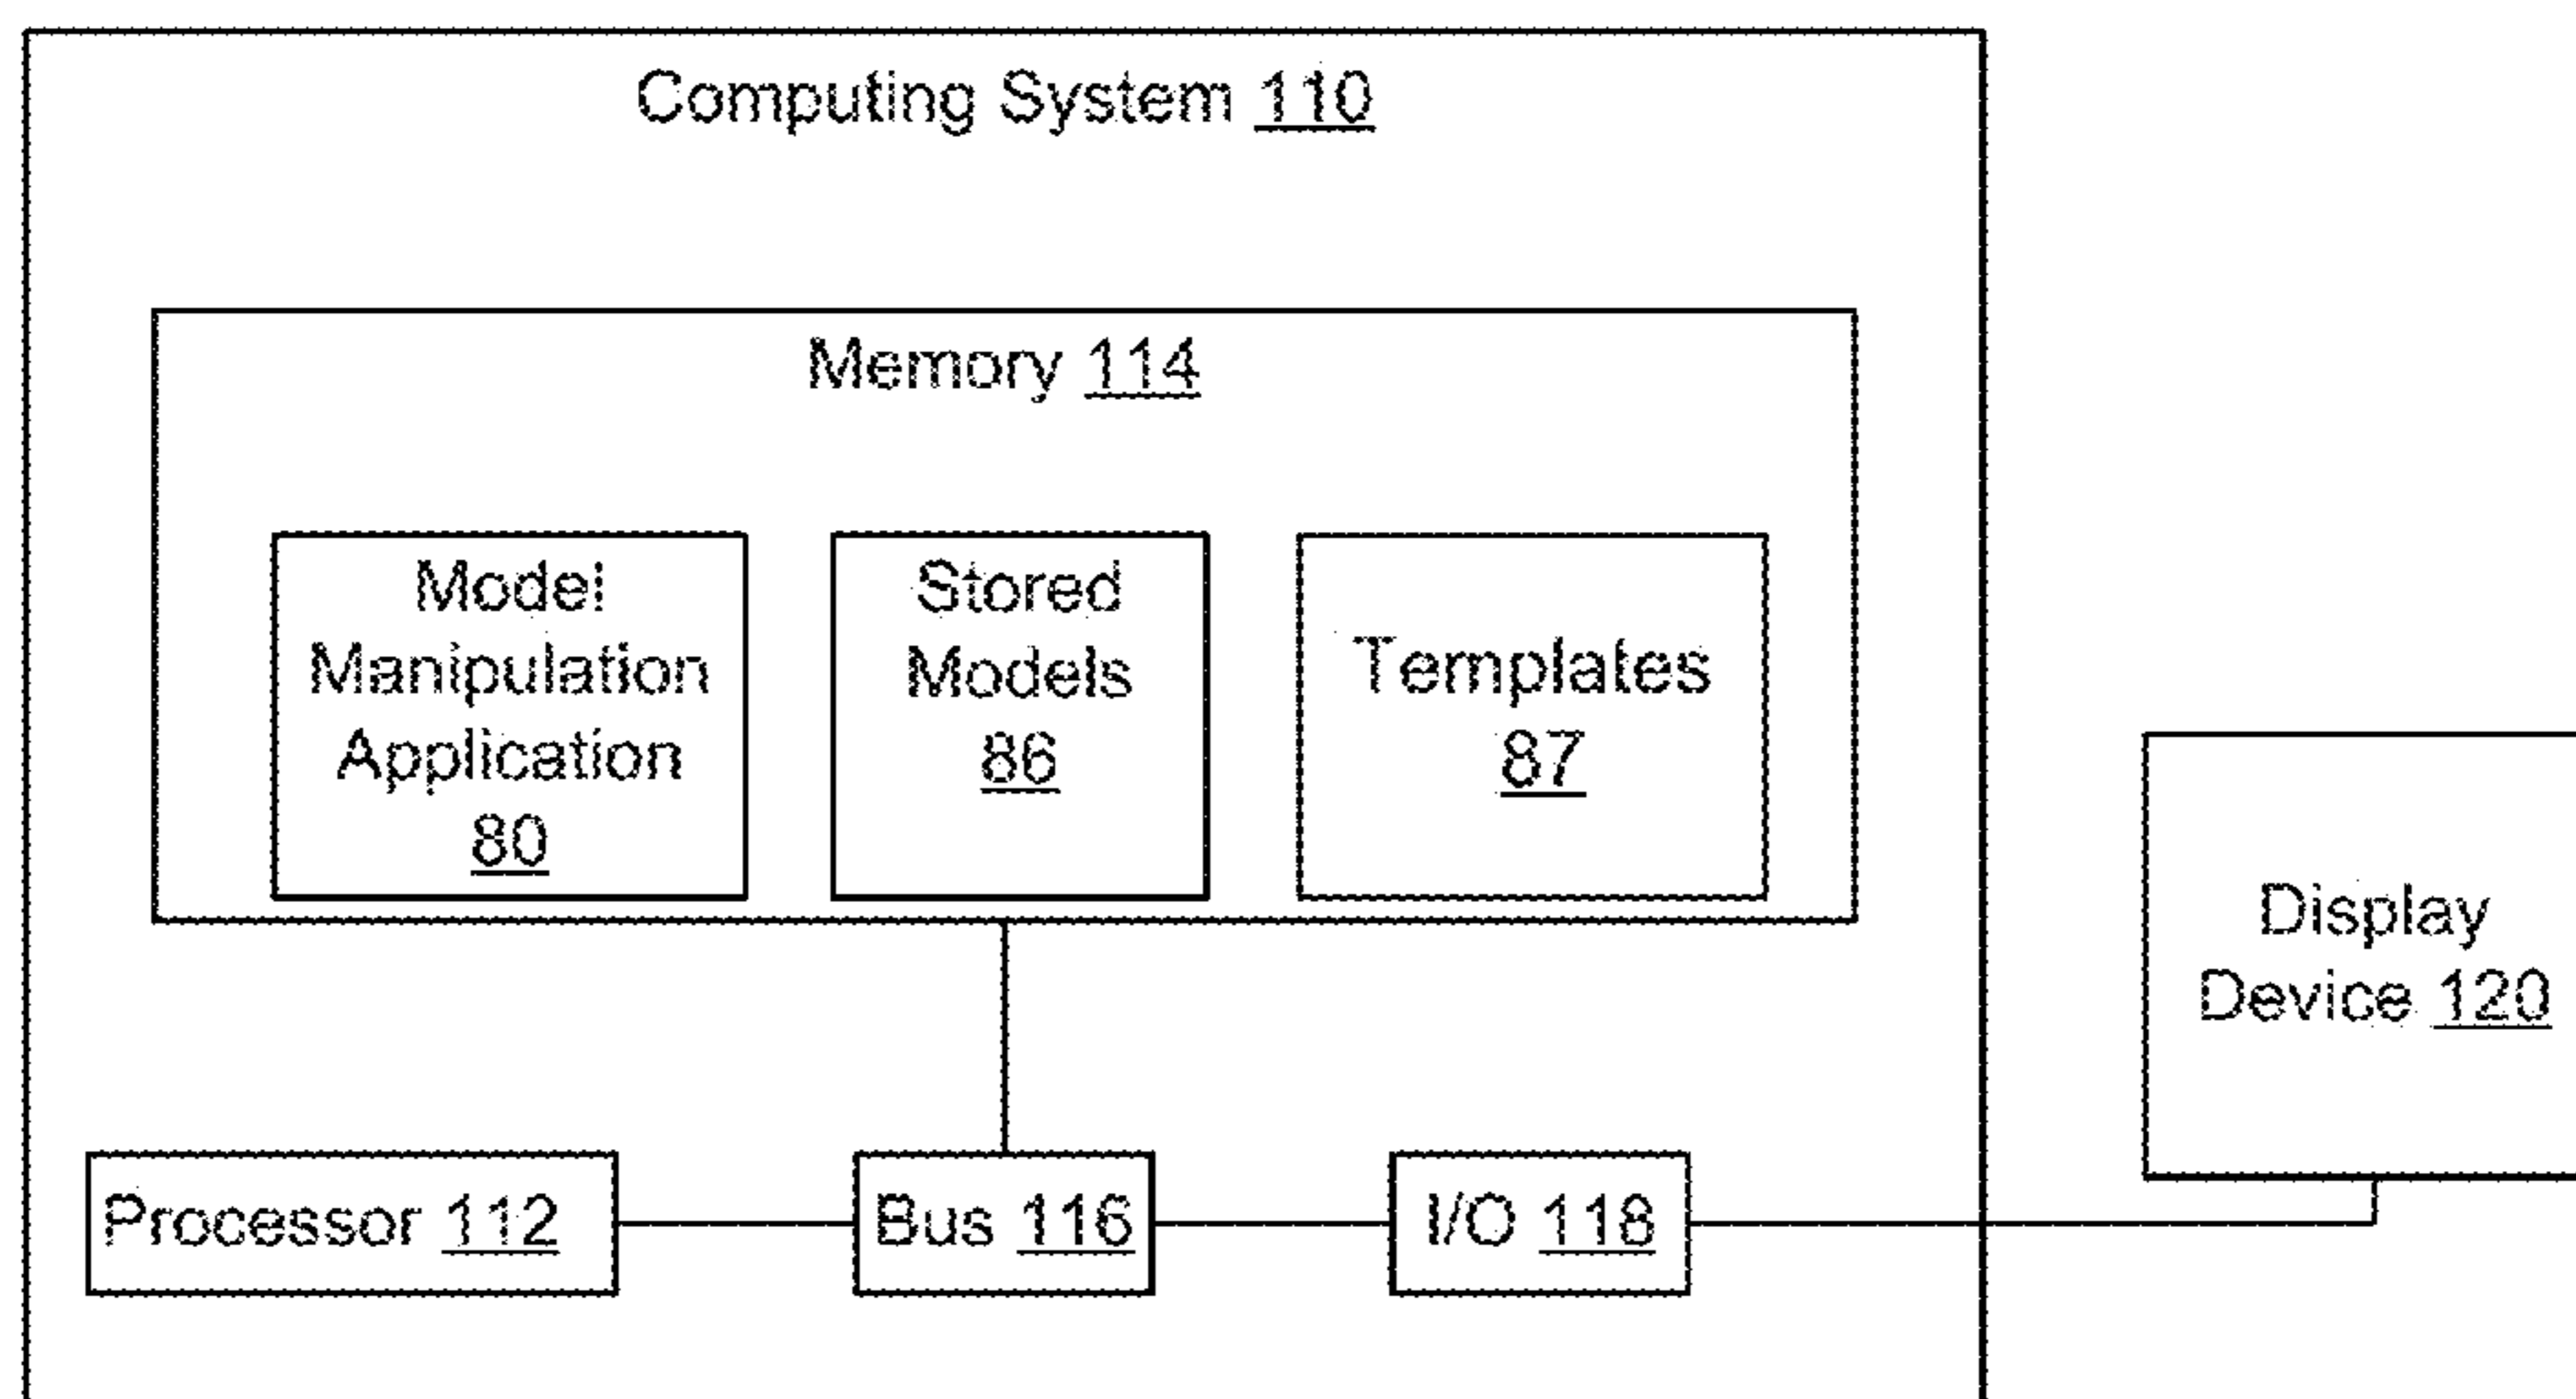 Computing System 110
Memory 114
Model
Manipulation
Application
80
Stored
Models
86
Templates
87
Display
Device 120
Processor 112
Bus 116
I/O 118